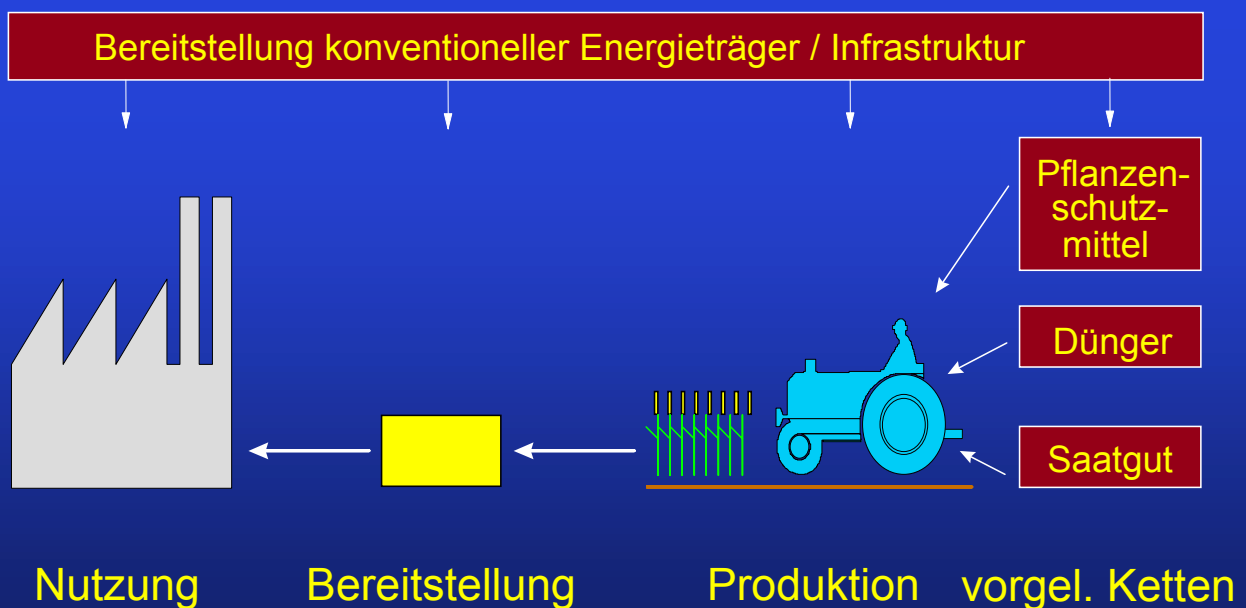 Bereitstellung konventioneller Energieträger / Infrastruktur
Pflanzen-
schutz-
mittel
Dünger
Saatgut
Nutzung Bereitstellung Produktion vorgel. Ketten